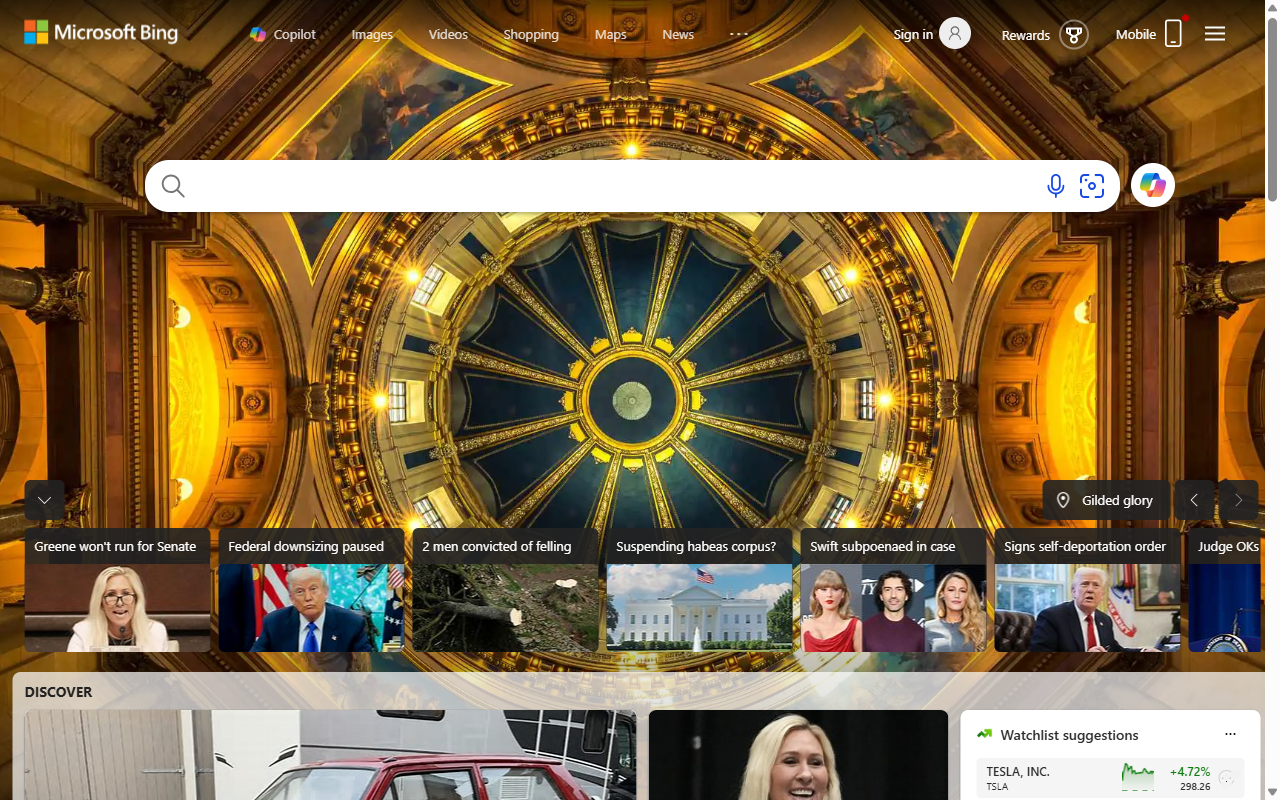 Microsoft Bing
Copilot
Images
Videos
Shopping
Maps
News
Sign in
Rewards
Mobile
Gilded glory
Greene won't run for Senate
Federal downsizing paused
2 men convicted of felling
Suspending habeas corpus?
Swift subpoenaed in case
Signs self-deportation order
Judge OKs
DISCOVER
Watchlist suggestions
TESLA, INC.
+4.72%
TSLA
298.26